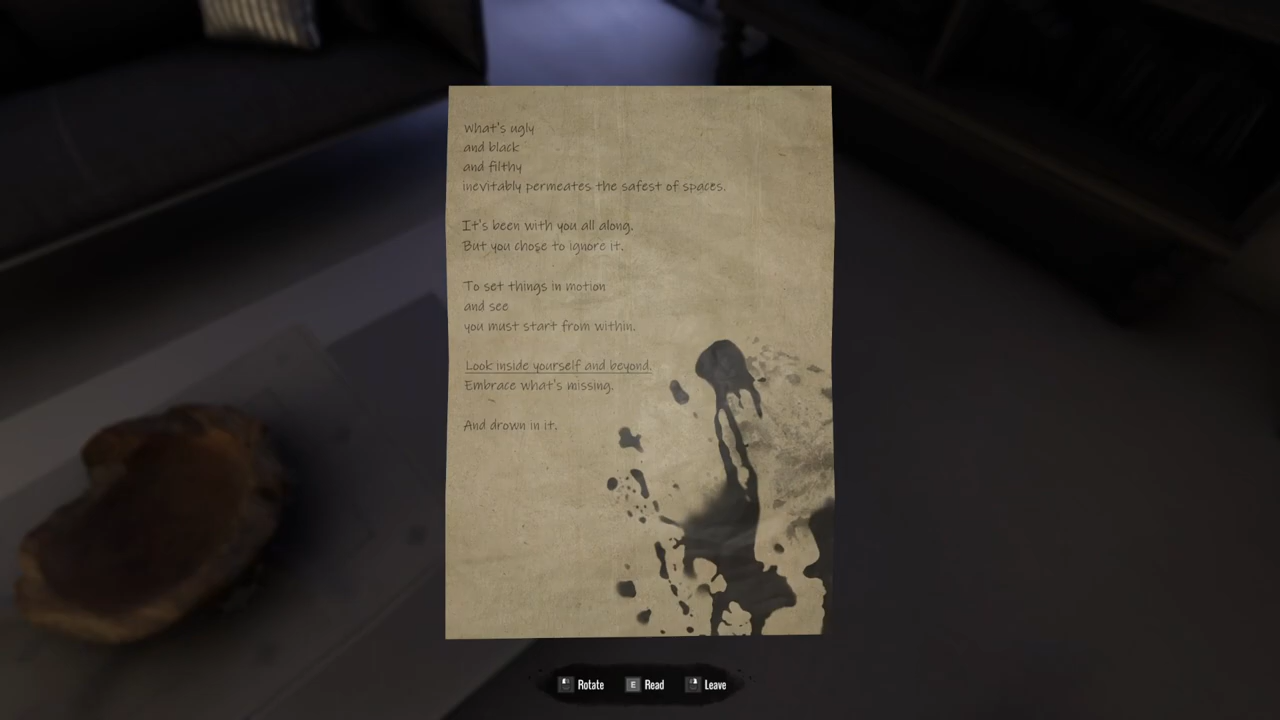 What's ugly
and black
and filthy
inevitably permeates the safest of spaces.
It's been with you all along.
But you chose to ignore it.
To set things in motion
and see
you must start from within.
Look inside yourself and beyond.
Embrace what's missing.
And drown in it.
Rotate E Read Leave